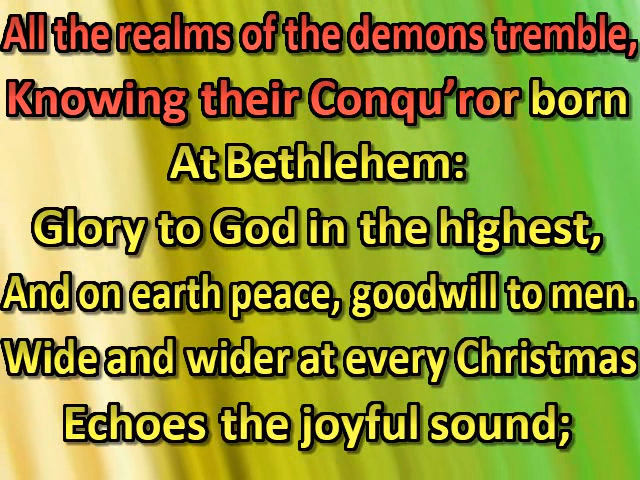 All the realms of the demons tremble,
Knowing their Conqu’ror born
At Bethlehem:
Glory to God in the highest,
And on earth peace, goodwill to men.
Wide and wider at every Christmas
Echoes the joyful sound;